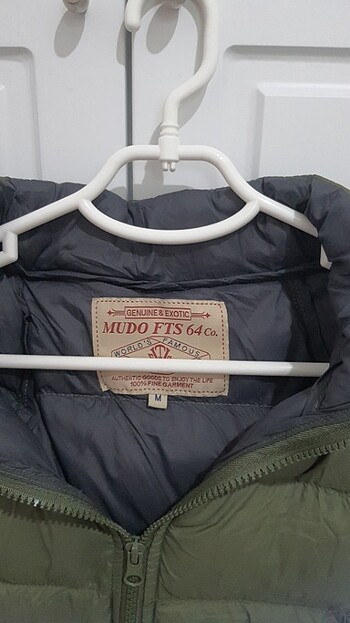 GENUINE & EXOTIC
MUDO FTS 64 Co.
WORLD'S FAMOUS
AUTHENTIC GOODS TO ENJOY THE LIFE
100% FINE GARMENT
M